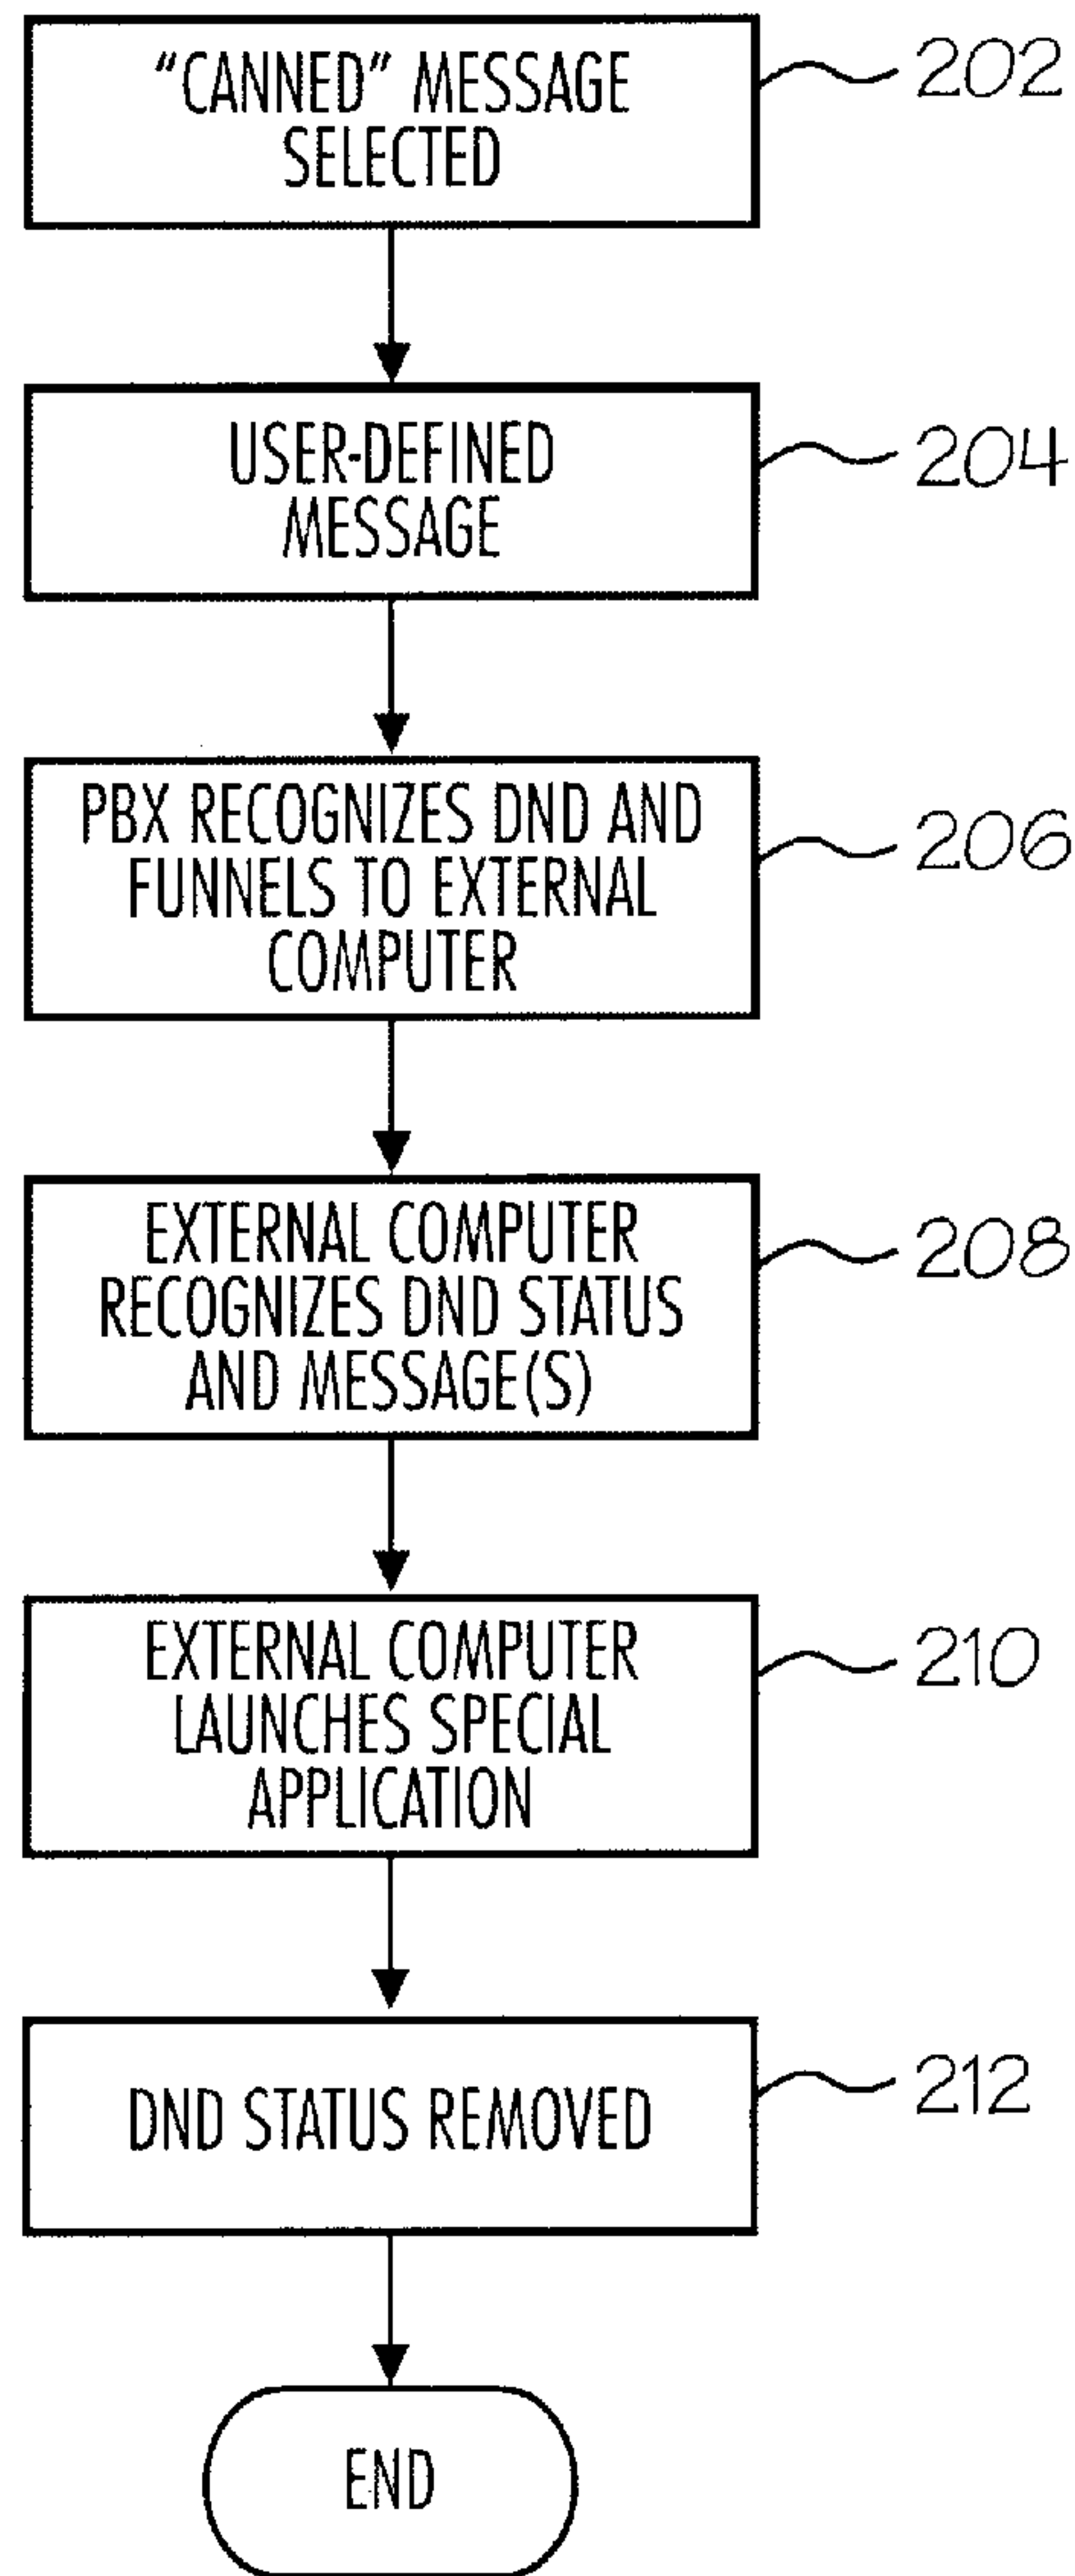 “CANNED” MESSAGE
SELECTED
202
USER-DEFINED
MESSAGE
204
PBX RECOGNIZES DND AND
FUNNELS TO EXTERNAL
COMPUTER
206
EXTERNAL COMPUTER
RECOGNIZES DND STATUS
AND MESSAGE(S)
208
EXTERNAL COMPUTER
LAUNCHES SPECIAL
APPLICATION
210
DND STATUS REMOVED
212
END